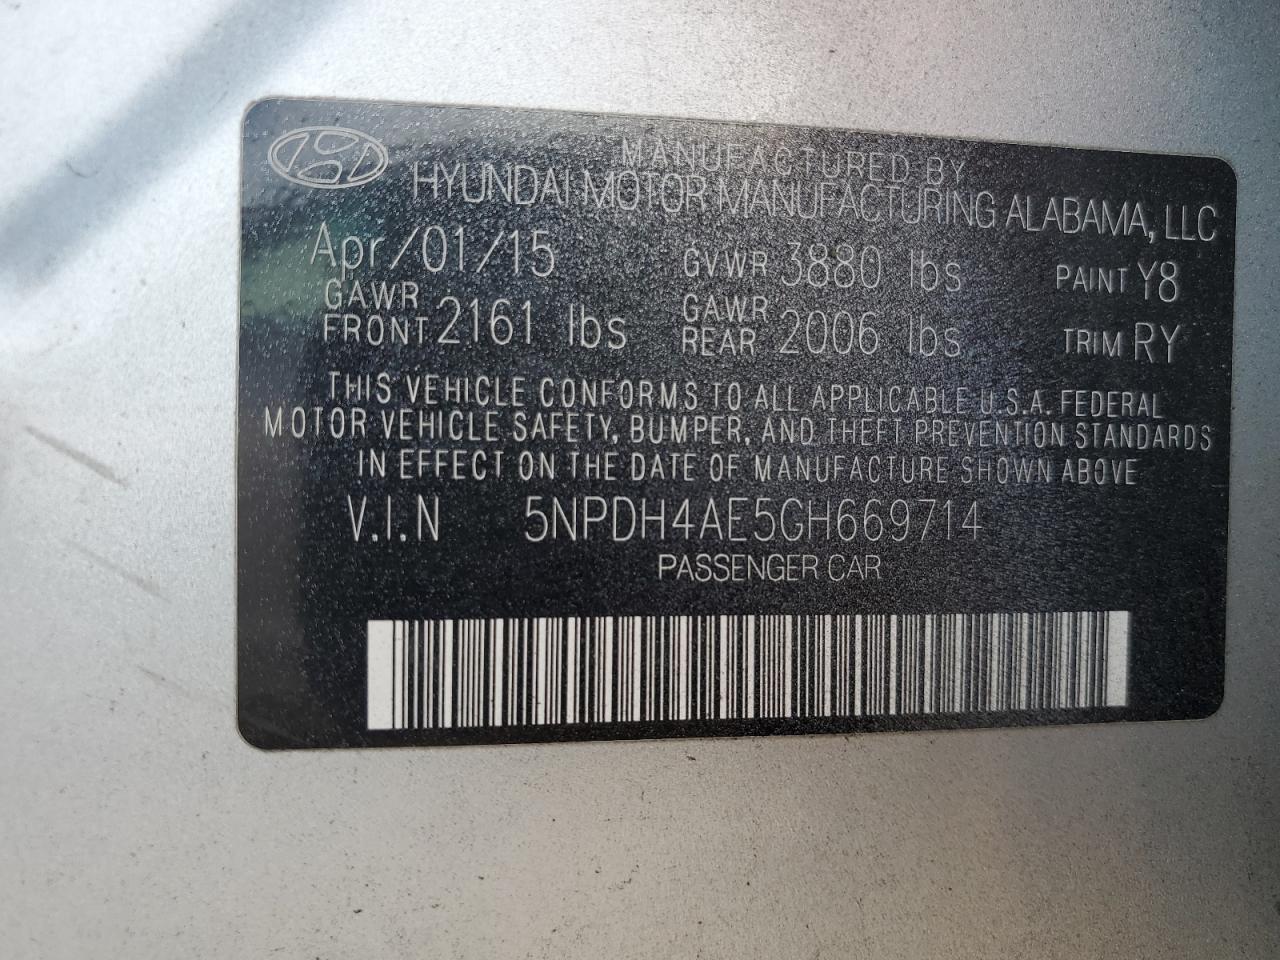 MANUFACTURED BY
HYUNDAI MOTOR MANUFACTURING ALABAMA, LLC
Apr/01/15 GVWR 3880 lbs PAINT Y8
GAWR FRONT 2161 lbs GAWR REAR 2006 lbs TRIM RY
THIS VEHICLE CONFORMS TO ALL APPLICABLE U.S.A. FEDERAL
MOTOR VEHICLE SAFETY, BUMPER, AND THEFT PREVENTION STANDARDS
IN EFFECT ON THE DATE OF MANUFACTURE SHOWN ABOVE
V.I.N 5NPDH4AE5GH669714
PASSENGER CAR